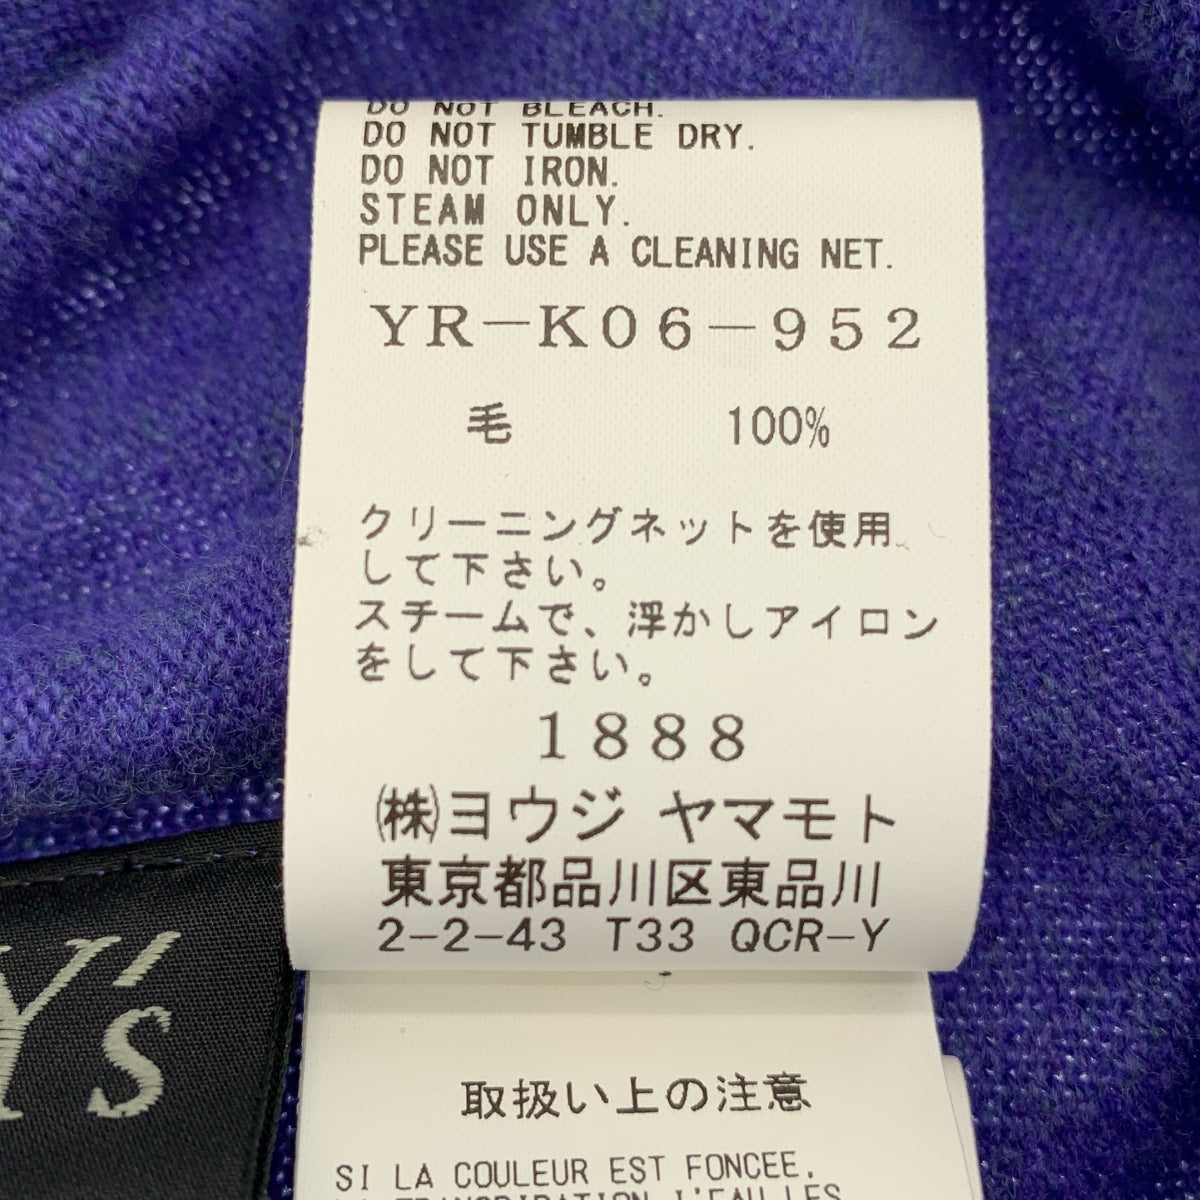 DO NOT BLEACH.
DO NOT TUMBLE DRY.
DO NOT IRON.
STEAM ONLY.
PLEASE USE A CLEANING NET.
YR-K06-952
毛 100%
クリーニングネットを使用
して下さい。
スチームで、浮かしアイロン
をして下さい。
1888
㈱ヨウジ ヤマモト
東京都品川区東品川
2-2-43 T33 QCR-Y
Y's
取扱い上の注意
SI LA COULEUR EST FONCEE,
LA TRANSPIRATION L'EAU LES